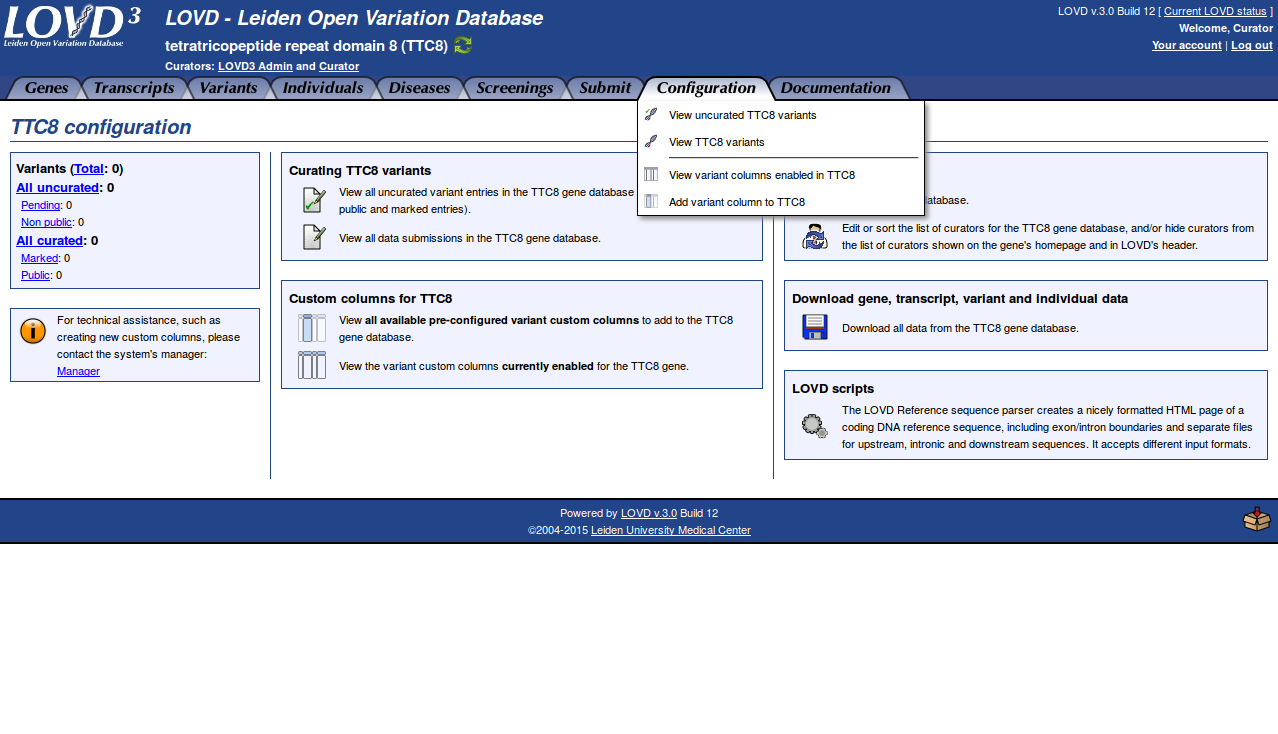 LOVD 3
Leiden Open Variation Database
LOVD - Leiden Open Variation Database
tetratricopeptide repeat domain 8 (TTC8)
Curators: LOVD3 Admin and Curator
LOVD v.3.0 Build 12 [ Current LOVD status ]
Welcome, Curator
Your account | Log out
Genes
Transcripts
Variants
Individuals
Diseases
Screenings
Submit
Configuration
Documentation
View uncurated TTC8 variants
View TTC8 variants
View variant columns enabled in TTC8
Add variant column to TTC8
TTC8 configuration
Variants (Total: 0)
All uncurated: 0
Pending: 0
Non public: 0
All curated: 0
Marked: 0
Public: 0
For technical assistance, such as
creating new custom columns, please
contact the system's manager:
Manager
Curating TTC8 variants
View all uncurated variant entries in the TTC8 gene database
public and marked entries).
View all data submissions in the TTC8 gene database.
Custom columns for TTC8
View all available pre-configured variant custom columns to add to the TTC8
gene database.
View the variant custom columns currently enabled for the TTC8 gene.
atabase.
Edit or sort the list of curators for the TTC8 gene database, and/or hide curators from
the list of curators shown on the gene's homepage and in LOVD's header.
Download gene, transcript, variant and individual data
Download all data from the TTC8 gene database.
LOVD scripts
The LOVD Reference sequence parser creates a nicely formatted HTML page of a
coding DNA reference sequence, including exon/intron boundaries and separate files
for upstream, intronic and downstream sequences. It accepts different input formats.
Powered by LOVD v.3.0 Build 12
©2004-2015 Leiden University Medical Center